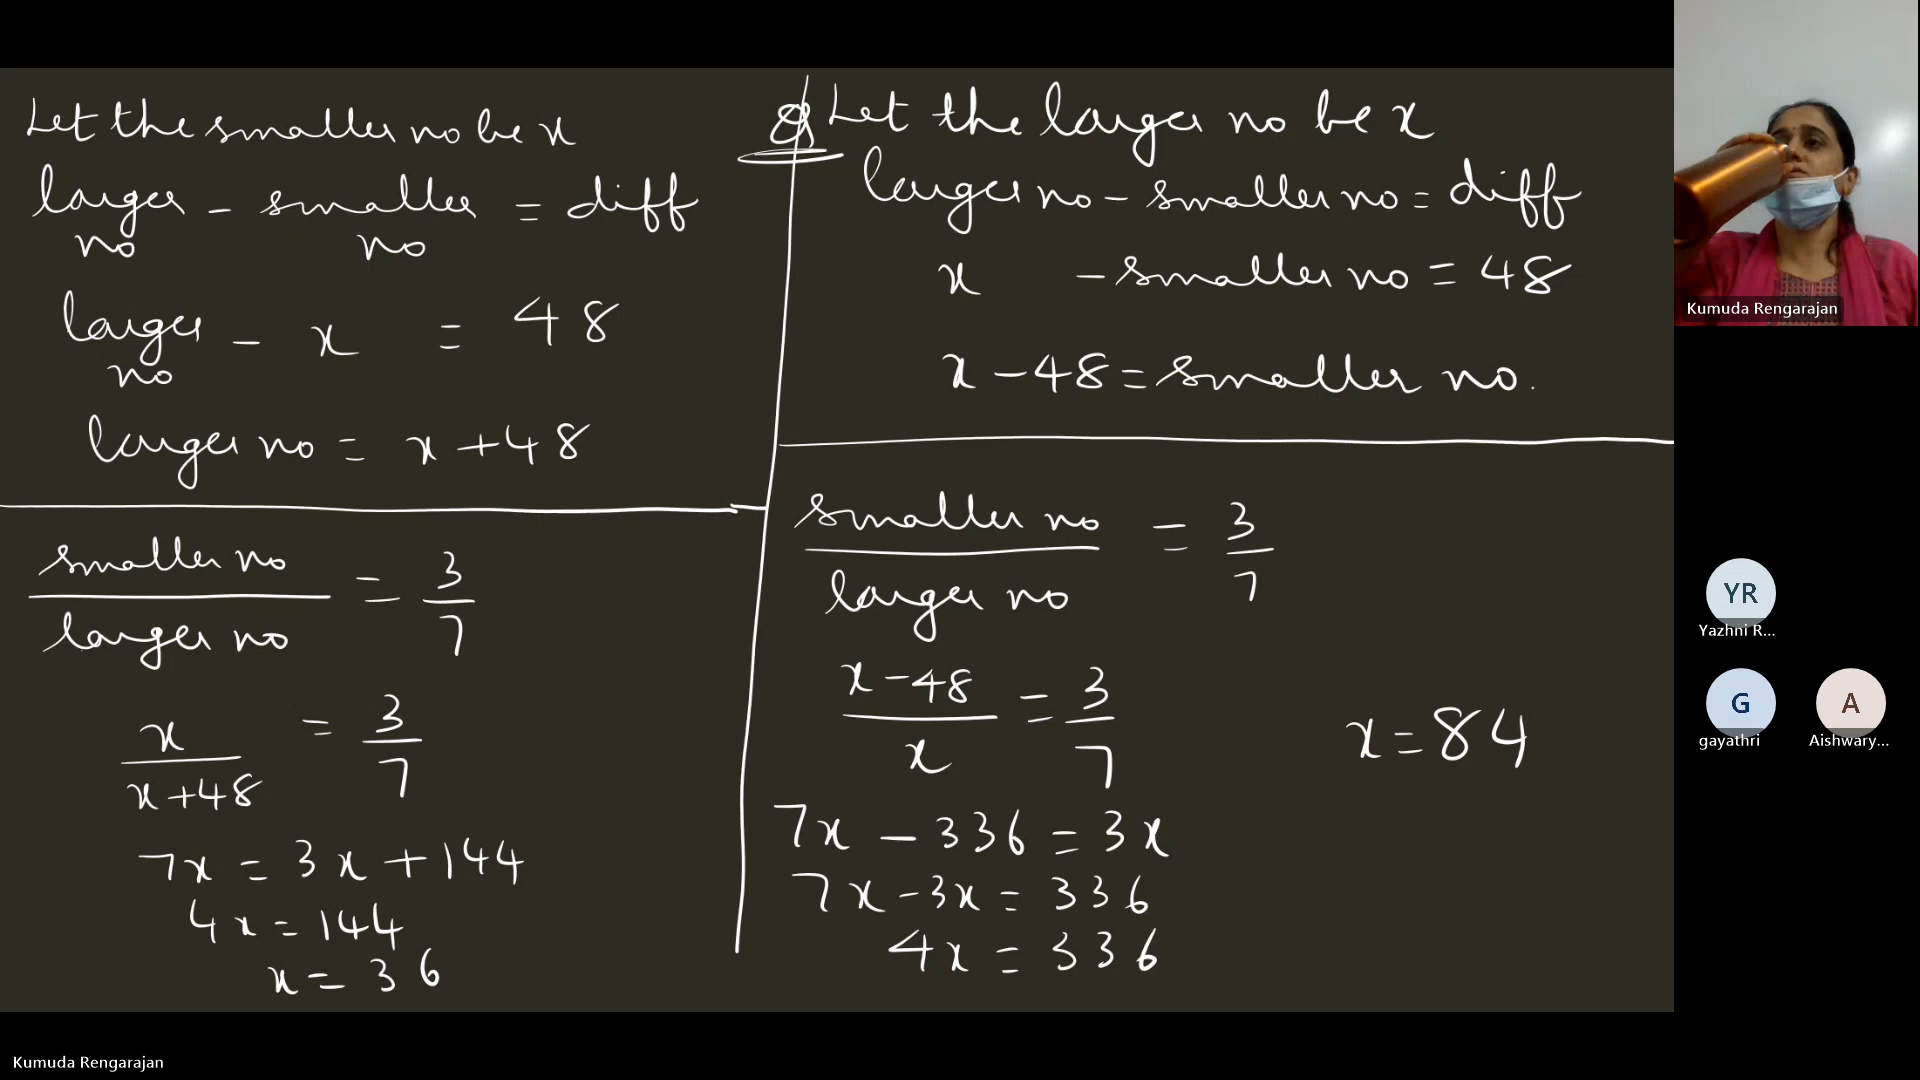 Let the smaller no be x
larger no - smaller no = diff
larger no - x = 48
larger no = x + 48
smaller no / larger no = 3/7
x / x+48 = 3/7
7x = 3x + 144
4x = 144
x = 36
Let the larger no be x
larger no - smaller no = diff
x - smaller no = 48
x - 48 = smaller no.
smaller no / larger no = 3/7
x - 48 / x = 3/7
7x - 336 = 3x
7x - 3x = 336
4x = 336
x = 84
Kumuda Rengarajan
YR
Yazhni R...
G
gayathri
A
Aishwary...
Kumuda Rengarajan